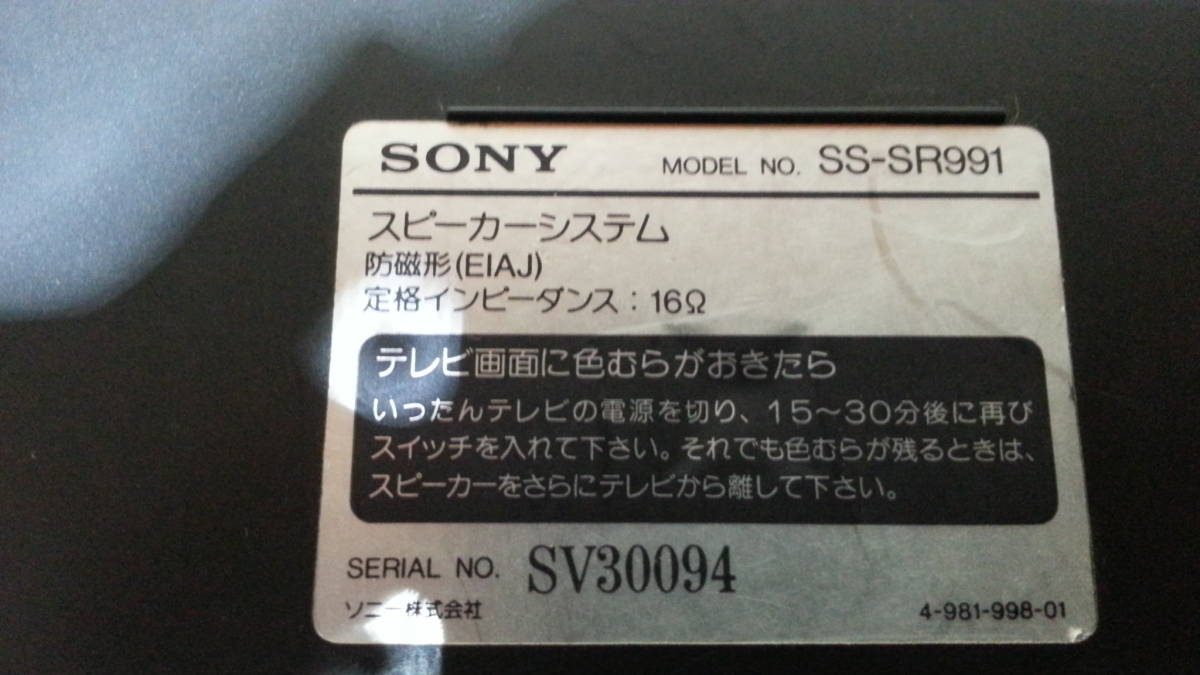 SONY MODEL NO. SS-SR991
スピーカーシステム
防磁形(EIAJ)
定格インピーダンス：16Ω
テレビ画面に色むらがおきたら
いったんテレビの電源を切り、15〜30分後に再び
スイッチを入れて下さい。それでも色むらが残るときは、
スピーカーをさらにテレビから離して下さい。
SERIAL NO. SV30094
ソニー株式会社 4-981-998-01